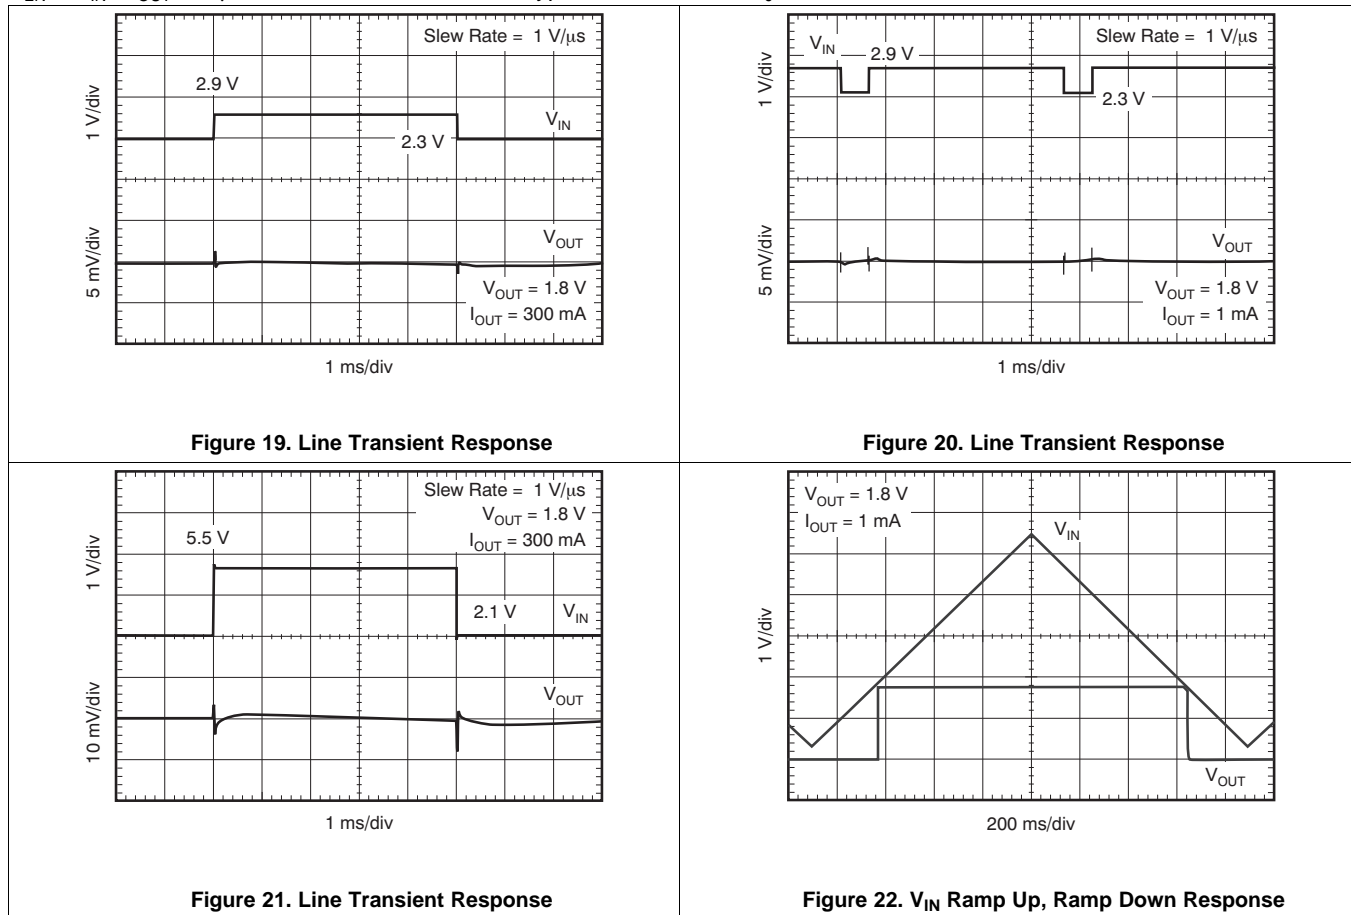 Slew Rate = 1 V/μs
2.9 V
1 V/div
V_IN
2.3 V
V_OUT
5 mV/div
V_OUT = 1.8 V
I_OUT = 300 mA
1 ms/div
Figure 19. Line Transient Response
Slew Rate = 1 V/μs
V_IN
2.9 V
1 V/div
2.3 V
V_OUT
5 mV/div
V_OUT = 1.8 V
I_OUT = 1 mA
1 ms/div
Figure 20. Line Transient Response
Slew Rate = 1 V/μs
V_OUT = 1.8 V
I_OUT = 300 mA
5.5 V
1 V/div
2.1 V
V_IN
V_OUT
10 mV/div
1 ms/div
Figure 21. Line Transient Response
V_OUT = 1.8 V
I_OUT = 1 mA
V_IN
1 V/div
V_OUT
200 ms/div
Figure 22. V_IN Ramp Up, Ramp Down Response